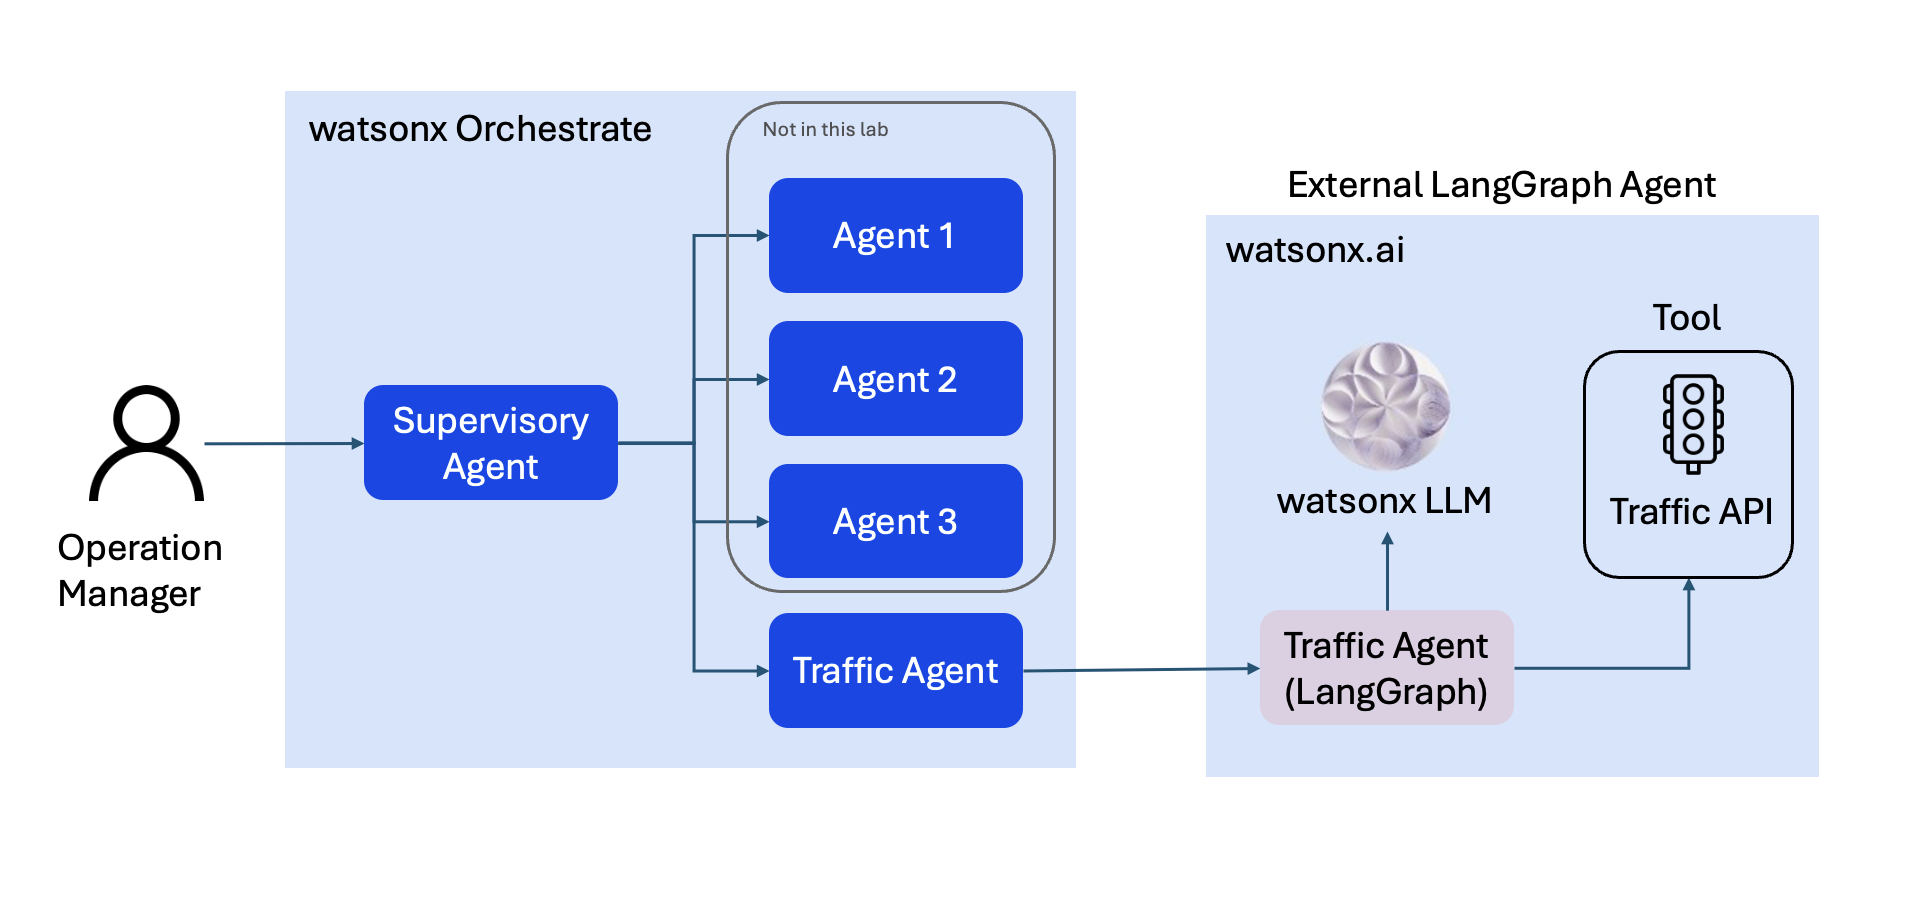 watsonx Orchestrate
Not in this lab
Agent 1
Agent 2
Agent 3
Supervisory
Agent
Traffic Agent
Operation
Manager
External LangGraph Agent
watsonx.ai
Tool
watsonx LLM
Traffic API
Traffic Agent
(LangGraph)